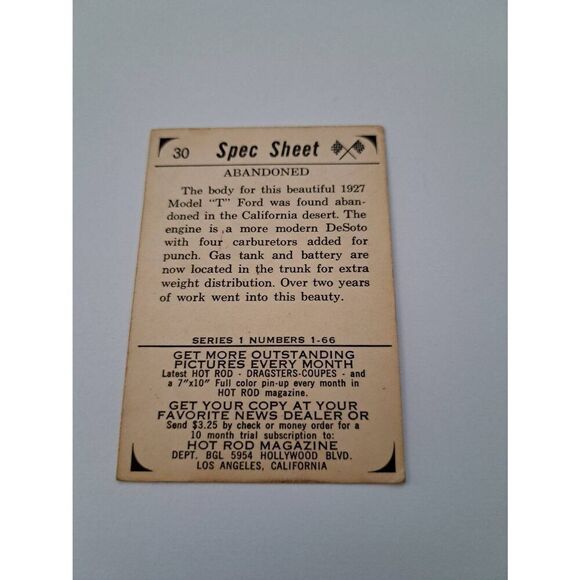 30 Spec Sheet
ABANDONED
The body for this beautiful 1927
Model "T" Ford was found aban-
doned in the California desert. The
engine is a more modern DeSoto
with four carburetors added for
punch. Gas tank and battery are
now located in the trunk for extra
weight distribution. Over two years
of work went into this beauty.
SERIES 1 NUMBERS 1-66
GET MORE OUTSTANDING
PICTURES EVERY MONTH
Latest HOT ROD - DRAGSTERS-COUPES - and
a 7"x10" Full color pin-up every month in
HOT ROD magazine.
GET YOUR COPY AT YOUR
FAVORITE NEWS DEALER OR
Send $3.25 by check or money order for a
10 month trial subscription to:
HOT ROD MAGAZINE
DEPT. BGL 5954 HOLLYWOOD BLVD.
LOS ANGELES, CALIFORNIA